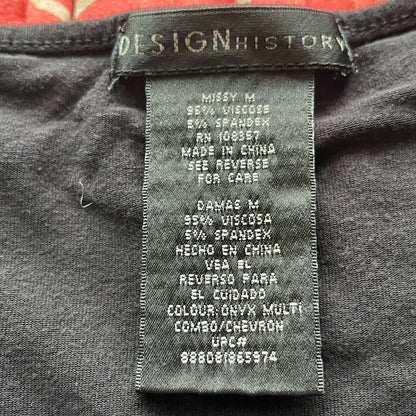 DESIGNHISTORY
MISSY M
95% VISCOSE
5% SPANDEX
RN 108357
MADE IN CHINA
SEE REVERSE
FOR CARE
DAMAS M
95% VISCOSA
5% SPANDEX
HECHO EN CHINA
VEA EL
REVERSO PARA
EL CUIDADO
COLOUR:ONYX MULTI
COMBO/CHEVRON
UPC#
888081865974